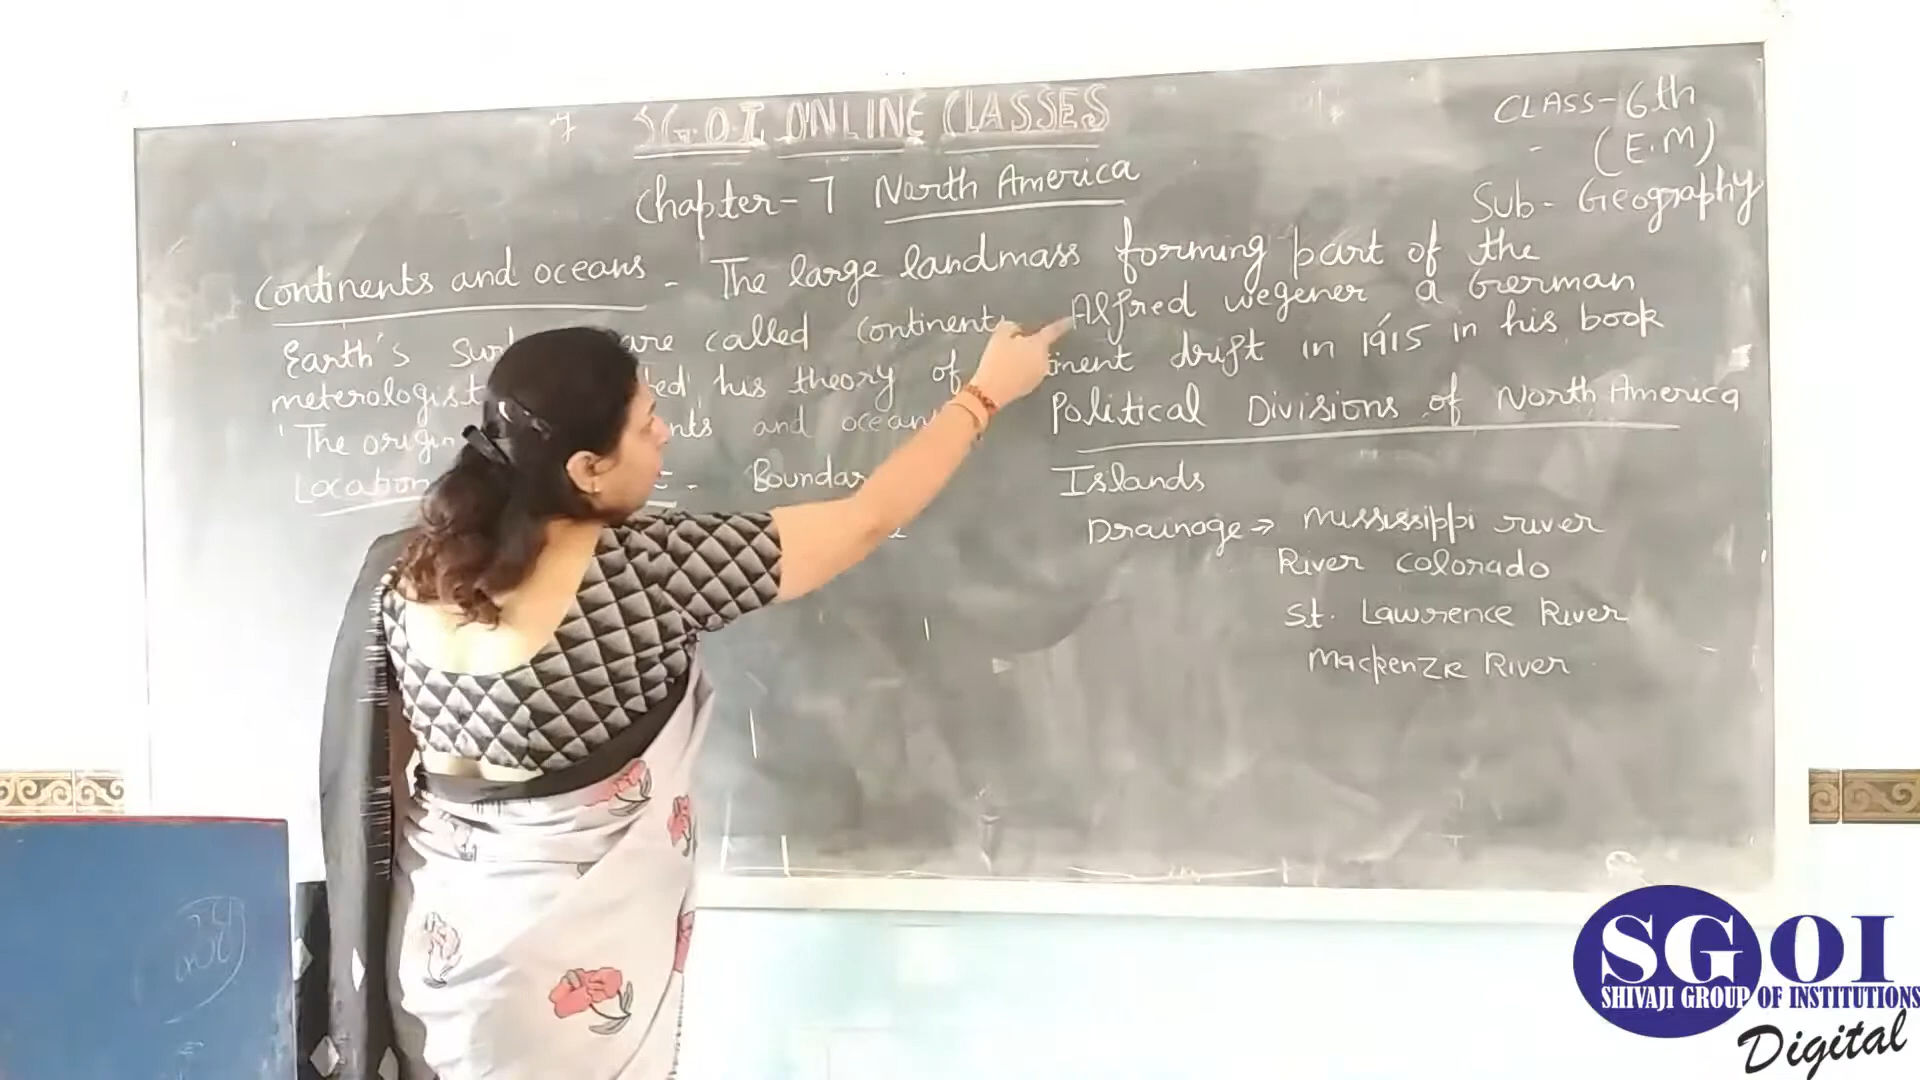 S.G.O.I. ONLINE CLASSES
CLASS-6th
(E.M)
Chapter-7 North America
Sub- Geography
Continents and oceans - The large landmass forming part of the
Earth's are called Continents Alfred wegener a German
meterologist his theory of drift in 1915 in his book
'The origin and ocean
Political Divisions of North America
Location
Islands
Drainage → Mississippi river
River Colorado
St. Lawrence River
Mackenzie River
SGOI
SHIVAJI GROUP OF INSTITUTIONS
Digital